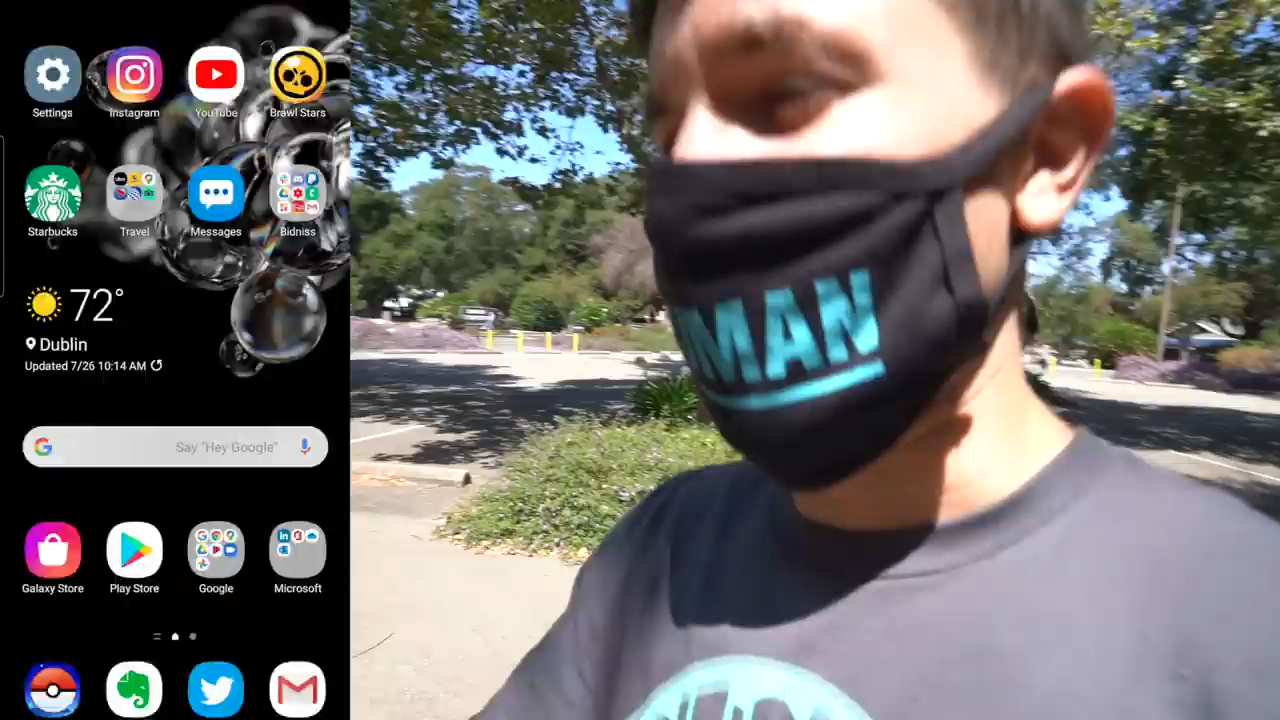 Settings
Instagram
YouTube
Brawl Stars
Starbucks
Travel
Messages
Bidniss
72°
Dublin
Updated 7/26 10:14 AM
Say "Hey Google"
Galaxy Store
Play Store
Google
Microsoft
MAN